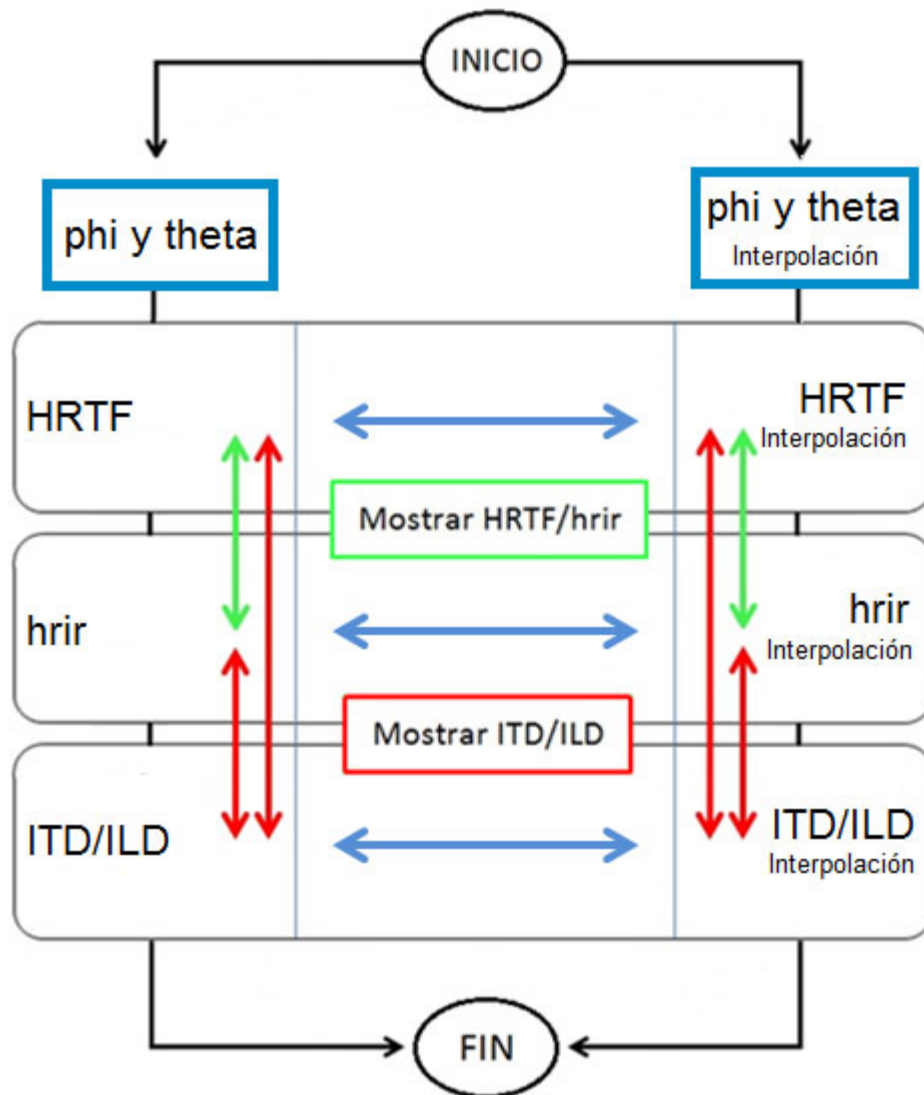 INICIO
phi y theta
phi y theta
Interpolación
HRTF
HRTF
Interpolación
Mostrar HRTF/hrir
hrir
hrir
Interpolación
Mostrar ITD/ILD
ITD/ILD
ITD/ILD
Interpolación
FIN